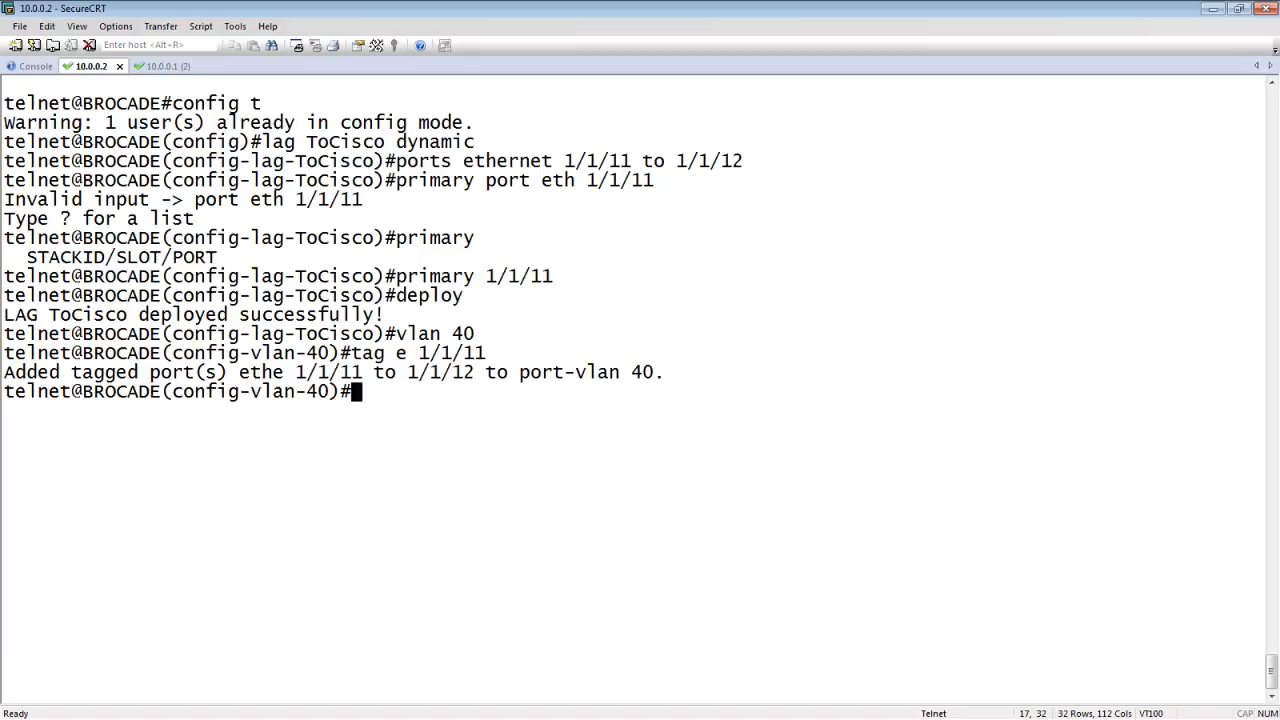 10.0.0.2 - SecureCRT
File Edit View Options Transfer Script Tools Help
Enter host <Alt+R>
Console 10.0.0.2 10.0.0.1 (2)
telnet@BROCADE#config t
Warning: 1 user(s) already in config mode.
telnet@BROCADE(config)#lag ToCisco dynamic
telnet@BROCADE(config-lag-ToCisco)#ports ethernet 1/1/11 to 1/1/12
telnet@BROCADE(config-lag-ToCisco)#primary port eth 1/1/11
Invalid input -> port eth 1/1/11
Type ? for a list
telnet@BROCADE(config-lag-ToCisco)#primary
STACKID/SLOT/PORT
telnet@BROCADE(config-lag-ToCisco)#primary 1/1/11
telnet@BROCADE(config-lag-ToCisco)#deploy
LAG ToCisco deployed successfully!
telnet@BROCADE(config-lag-ToCisco)#vlan 40
telnet@BROCADE(config-vlan-40)#tag e 1/1/11
Added tagged port(s) ethe 1/1/11 to 1/1/12 to port-vlan 40.
telnet@BROCADE(config-vlan-40)#
Ready Telnet 17, 32 32 Rows, 112 Cols VT100 CAP NUM